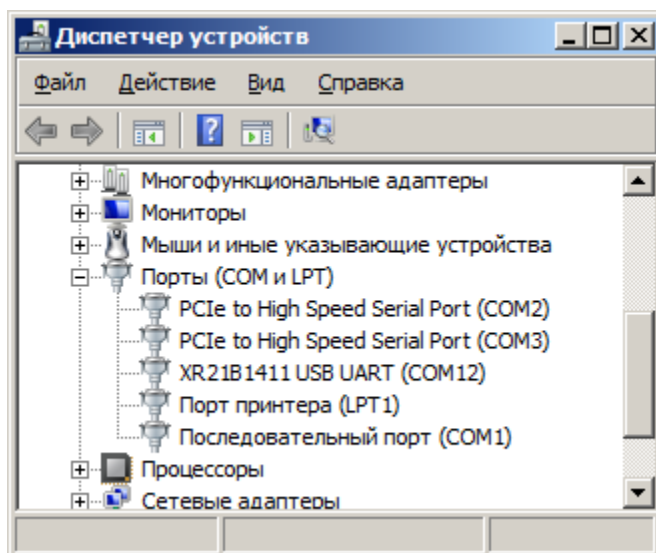 Диспетчер устройств
Файл Действие Вид Справка
Многофункциональные адаптеры
Мониторы
Мыши и иные указывающие устройства
Порты (COM и LPT)
PCIe to High Speed Serial Port (COM2)
PCIe to High Speed Serial Port (COM3)
XR21B1411 USB UART (COM12)
Порт принтера (LPT1)
Последовательный порт (COM1)
Процессоры
Сетевые адаптеры